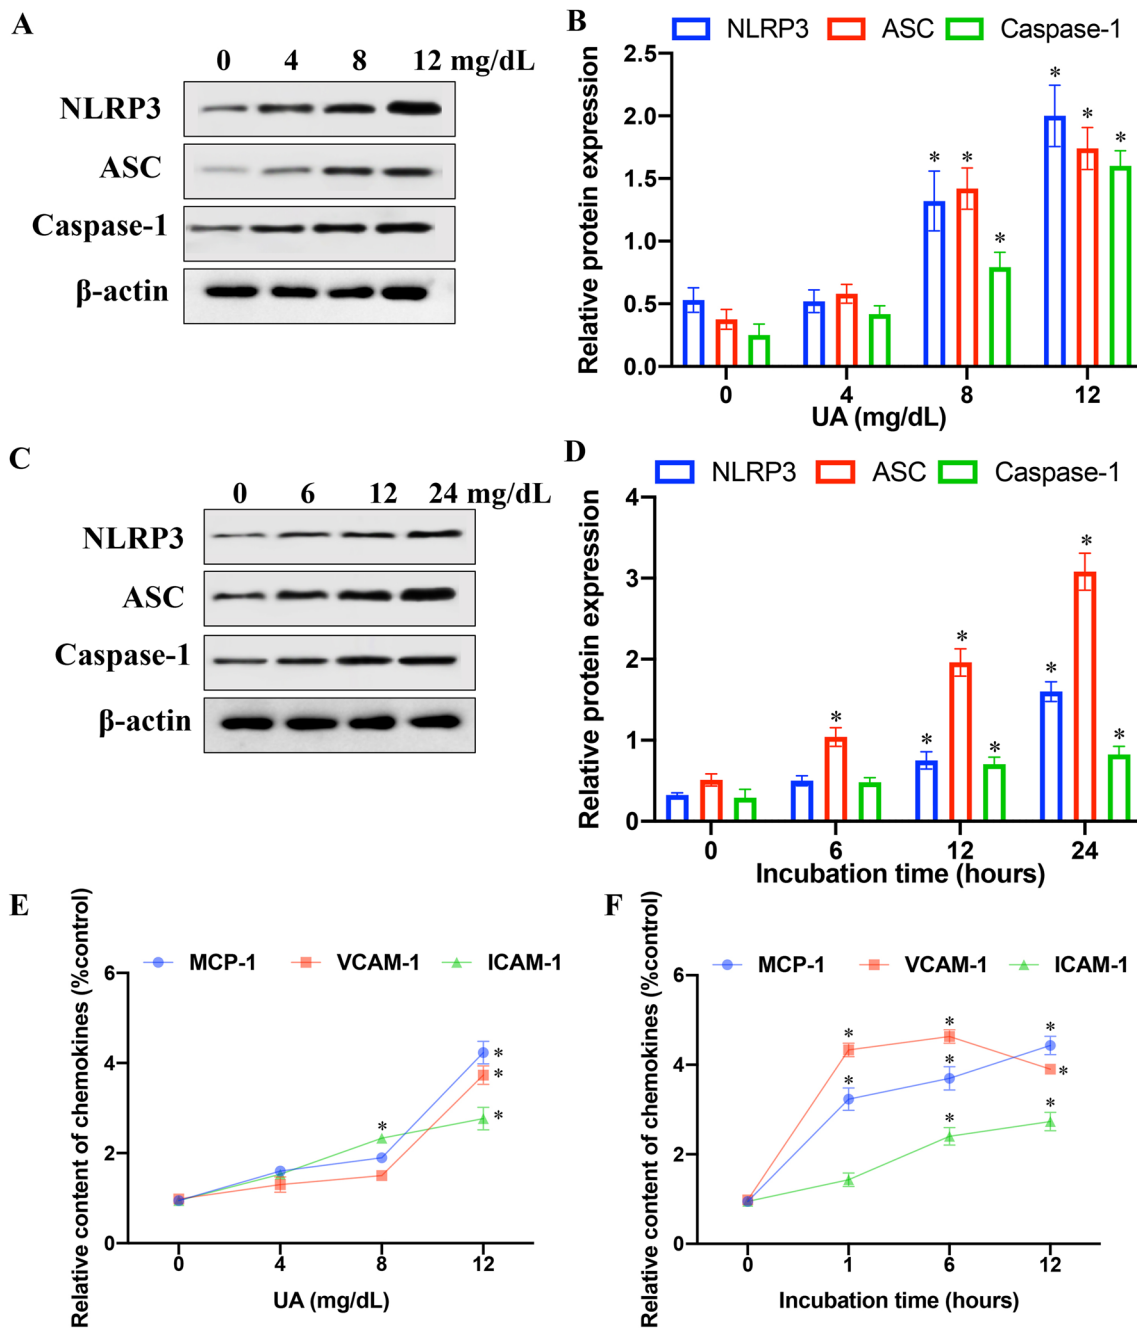 A
0 4 8 12 mg/dL
NLRP3
ASC
Caspase-1
β-actin
B
NLRP3 ASC Caspase-1
Relative protein expression
2.5
2.0
1.5
1.0
0.5
0.0
* * * * * *
0 4 8 12
UA (mg/dL)
C
0 6 12 24 mg/dL
NLRP3
ASC
Caspase-1
β-actin
D
NLRP3 ASC Caspase-1
Relative protein expression
4
3
2
1
0
* * * * * * *
0 6 12 24
Incubation time (hours)
E
Relative content of chemokines (%control)
MCP-1 VCAM-1 ICAM-1
6
4
2
0
* * * *
0 4 8 12
UA (mg/dL)
F
Relative content of chemokines (%control)
MCP-1 VCAM-1 ICAM-1
6
4
2
0
* * * * * * * *
0 1 6 12
Incubation time (hours)